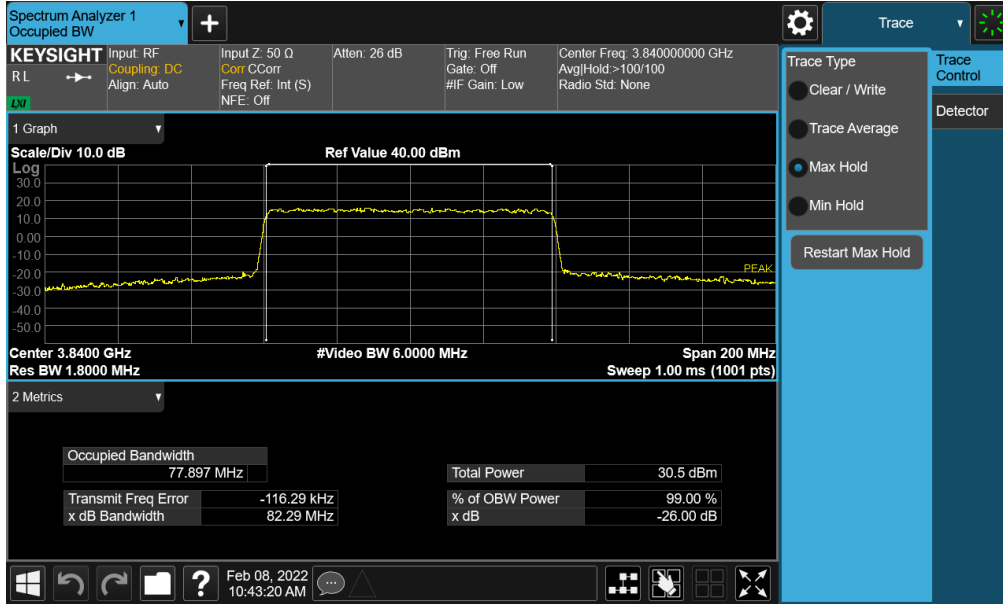 Spectrum Analyzer 1
Occupied BW
Trace
KEYSIGHT
RL
LXI
Input: RF
Coupling: DC
Align: Auto
Input Z: 50 Ω
Corr CCorr
Freq Ref: Int (S)
NFE: Off
Atten: 26 dB
Trig: Free Run
Gate: Off
#IF Gain: Low
Center Freq: 3.840000000 GHz
Avg|Hold:>100/100
Radio Std: None
Trace Type
Clear / Write
Trace Average
Max Hold
Min Hold
Restart Max Hold
Trace
Control
Detector
1 Graph
Scale/Div 10.0 dB
Ref Value 40.00 dBm
Log
30.0
20.0
10.0
0.00
-10.0
-20.0
-30.0
-40.0
-50.0
PEAK
Center 3.8400 GHz
#Video BW 6.0000 MHz
Span 200 MHz
Res BW 1.8000 MHz
Sweep 1.00 ms (1001 pts)
2 Metrics
Occupied Bandwidth
77.897 MHz
Total Power 30.5 dBm
Transmit Freq Error -116.29 kHz
% of OBW Power 99.00 %
x dB Bandwidth 82.29 MHz
x dB -26.00 dB
?
Feb 08, 2022
10:43:20 AM